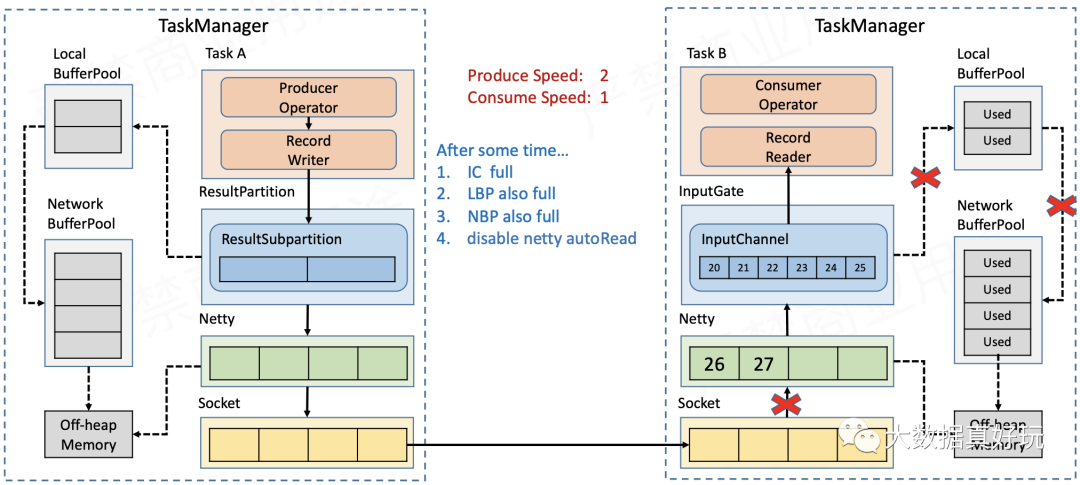 TaskManager
Local
BufferPool
Task A
Producer
Operator
Record
Writer
ResultPartition
ResultSubpartition
Network
BufferPool
Netty
Socket
Off-heap
Memory
Produce Speed: 2
Consume Speed: 1
After some time…
1. IC full
2. LBP also full
3. NBP also full
4. disable netty autoRead
TaskManager
Task B
Consumer
Operator
Record
Reader
InputGate
InputChannel
20 21 22 23 24 25
Netty
26 27
Socket
Local
BufferPool
Used
Used
Network
BufferPool
Used
Used
Used
Used
Off-heap
Memory
大数据真好玩